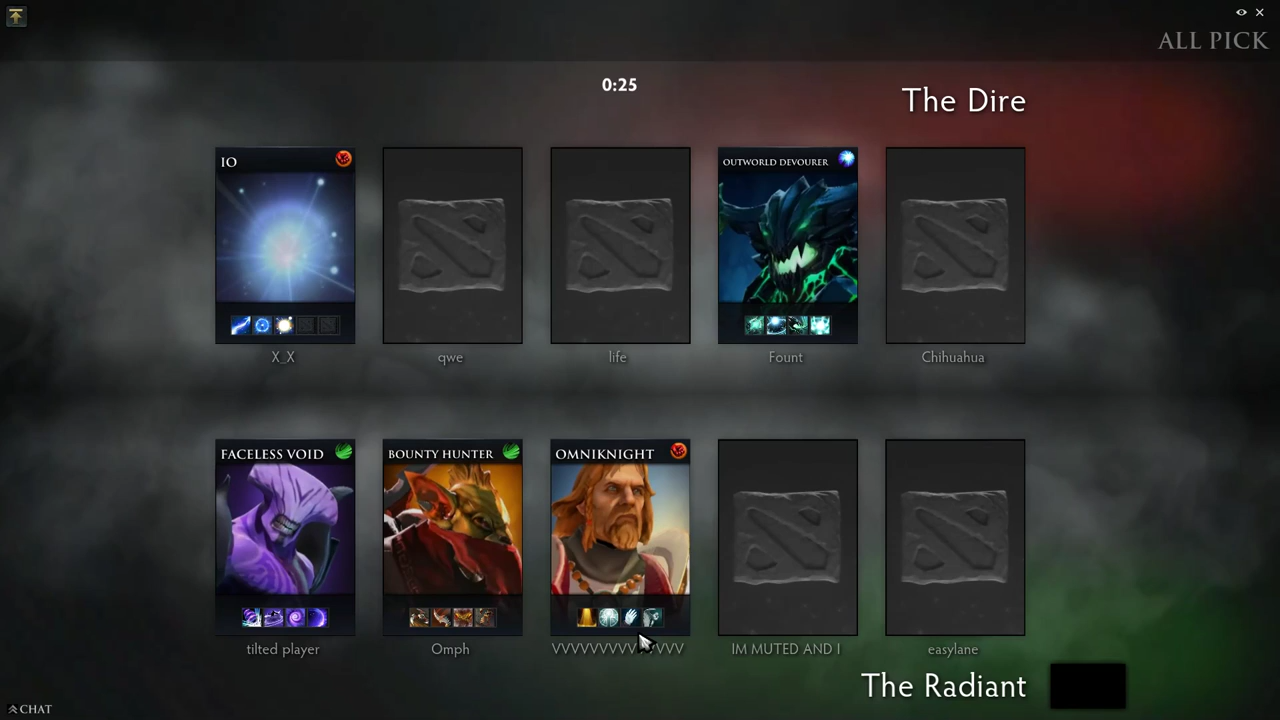 ALL PICK
0:25
The Dire
IO
OUTWORLD DEVOURER
X_X
qwe
life
Fount
Chihuahua
FACELESS VOID
BOUNTY HUNTER
OMNIKNIGHT
tilted player
Omph
IM MUTED AND I
easylane
The Radiant
CHAT